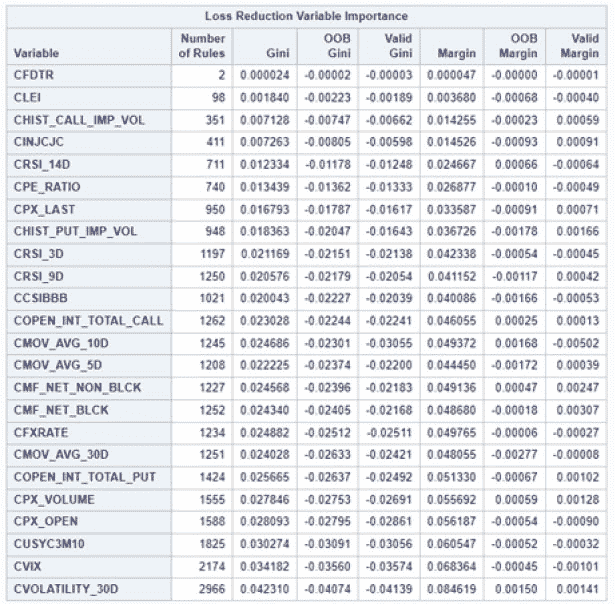 Loss Reduction Variable Importance
Variable Number of Rules Gini OOB Gini Valid Gini Margin OOB Margin Valid Margin
CFDTR 2 0.000024 -0.00002 -0.00003 0.000047 -0.00000 -0.00001
CLEI 98 0.001840 -0.00223 -0.00189 0.003680 -0.00068 -0.00040
CHIST_CALL_IMP_VOL 351 0.007128 -0.00747 -0.00662 0.014255 -0.00023 0.00059
CINJCJC 411 0.007263 -0.00805 -0.00598 0.014526 -0.00093 0.00091
CRSI_14D 711 0.012334 -0.01178 -0.01248 0.024667 0.00066 -0.00064
CPE_RATIO 740 0.013439 -0.01362 -0.01333 0.026877 -0.00010 -0.00049
CPX_LAST 950 0.016793 -0.01787 -0.01617 0.033587 -0.00091 0.00071
CHIST_PUT_IMP_VOL 948 0.018363 -0.02047 -0.01643 0.036726 -0.00178 0.00166
CRSI_3D 1197 0.021169 -0.02151 -0.02138 0.042338 -0.00054 -0.00045
CRSI_9D 1250 0.020576 -0.02179 -0.02054 0.041152 -0.00117 0.00042
CCSIBBB 1021 0.020043 -0.02227 -0.02039 0.040086 -0.00166 -0.00053
COPEN_INT_TOTAL_CALL 1262 0.023028 -0.02244 -0.02241 0.046055 0.00025 0.00013
CMOV_AVG_10D 1245 0.024686 -0.02301 -0.03055 0.049372 0.00168 -0.00502
CMOV_AVG_5D 1208 0.022225 -0.02374 -0.02200 0.044450 -0.00172 0.00039
CMF_NET_NON_BLCK 1227 0.024568 -0.02396 -0.02183 0.049136 0.00047 0.00247
CMF_NET_BLCK 1252 0.024340 -0.02405 -0.02168 0.048680 -0.00018 0.00307
CFXRATE 1234 0.024882 -0.02512 -0.02511 0.049765 -0.00006 -0.00027
CMOV_AVG_30D 1251 0.024028 -0.02633 -0.02421 0.048055 -0.00277 -0.00008
COPEN_INT_TOTAL_PUT 1424 0.025665 -0.02637 -0.02492 0.051330 -0.00067 0.00102
CPX_VOLUME 1555 0.027846 -0.02753 -0.02691 0.055692 0.00059 0.00128
CPX_OPEN 1588 0.028093 -0.02795 -0.02861 0.056187 -0.00054 -0.00090
CUSYC3M10 1825 0.030274 -0.03091 -0.03056 0.060547 -0.00052 -0.00032
CVIX 2174 0.034182 -0.03560 -0.03574 0.068364 -0.00045 -0.00101
CVOLATILITY_30D 2966 0.042310 -0.04074 -0.04139 0.084619 0.00150 0.00141